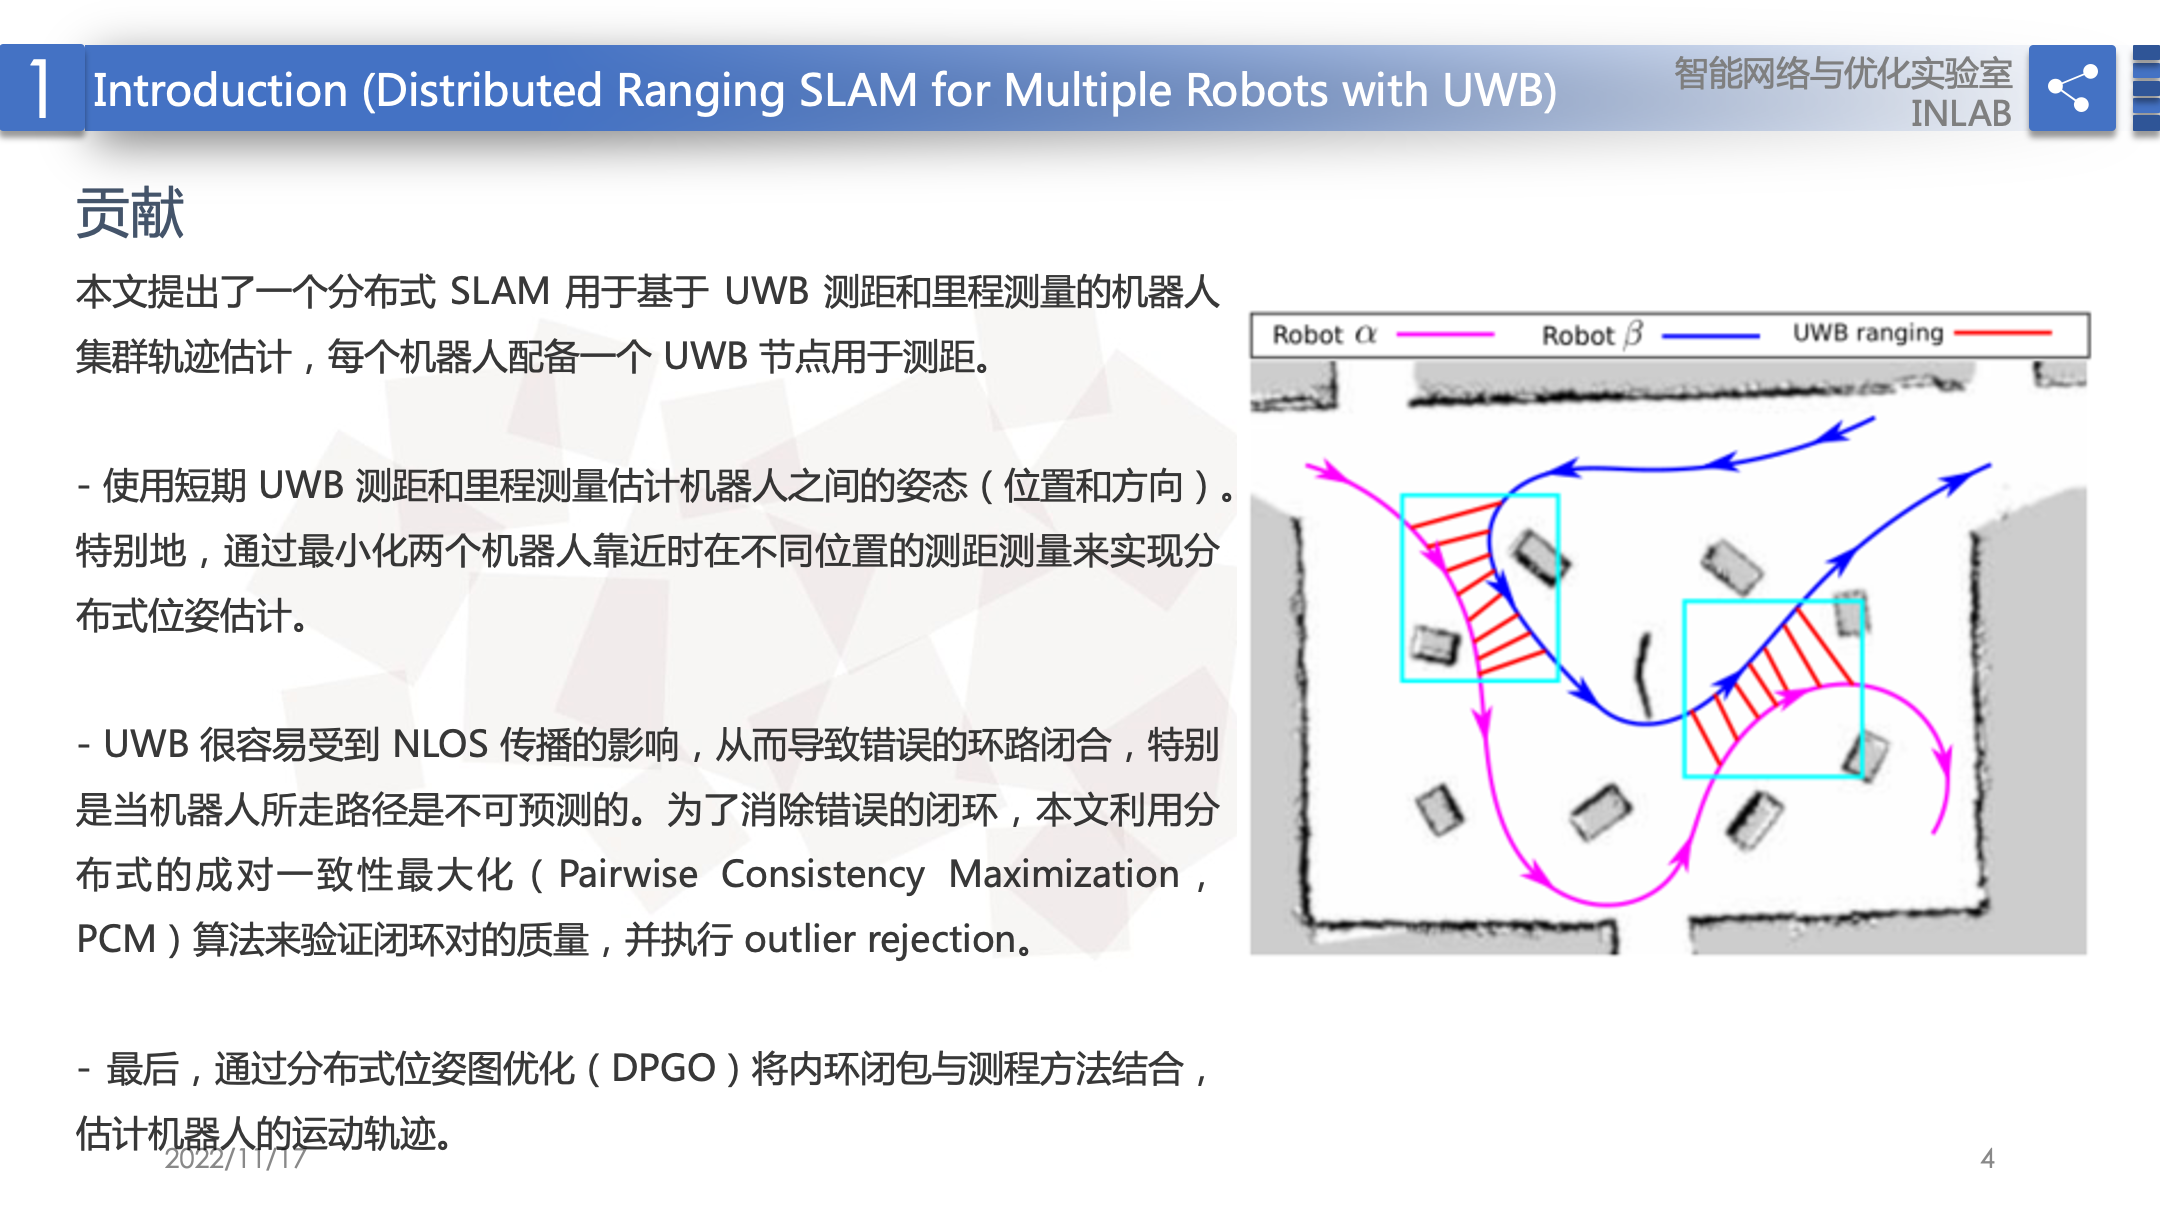 1 Introduction (Distributed Ranging SLAM for Multiple Robots with UWB)
智能网络与优化实验室
INLAB
贡献
本文提出了一个分布式 SLAM 用于基于 UWB 测距和里程测量的机器人
集群轨迹估计，每个机器人配备一个 UWB 节点用于测距。
- 使用短期 UWB 测距和里程测量估计机器人之间的姿态（位置和方向）。
特别地，通过最小化两个机器人靠近时在不同位置的测距测量来实现分
布式位姿估计。
- UWB 很容易受到 NLOS 传播的影响，从而导致错误的环路闭合，特别
是当机器人所走路径是不可预测的。为了消除错误的闭环，本文利用分
布式的成对一致性最大化（Pairwise Consistency Maximization，
PCM）算法来验证闭环对的质量，并执行 outlier rejection。
- 最后，通过分布式位姿图优化（DPGO）将内环闭包与测程方法结合，
估计机器人的运动轨迹。
Robot α Robot β UWB ranging
2022/11/17
4